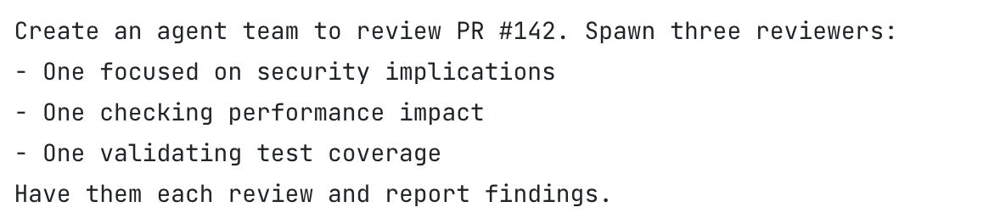 Create an agent team to review PR #142. Spawn three reviewers:
- One focused on security implications
- One checking performance impact
- One validating test coverage
Have them each review and report findings.